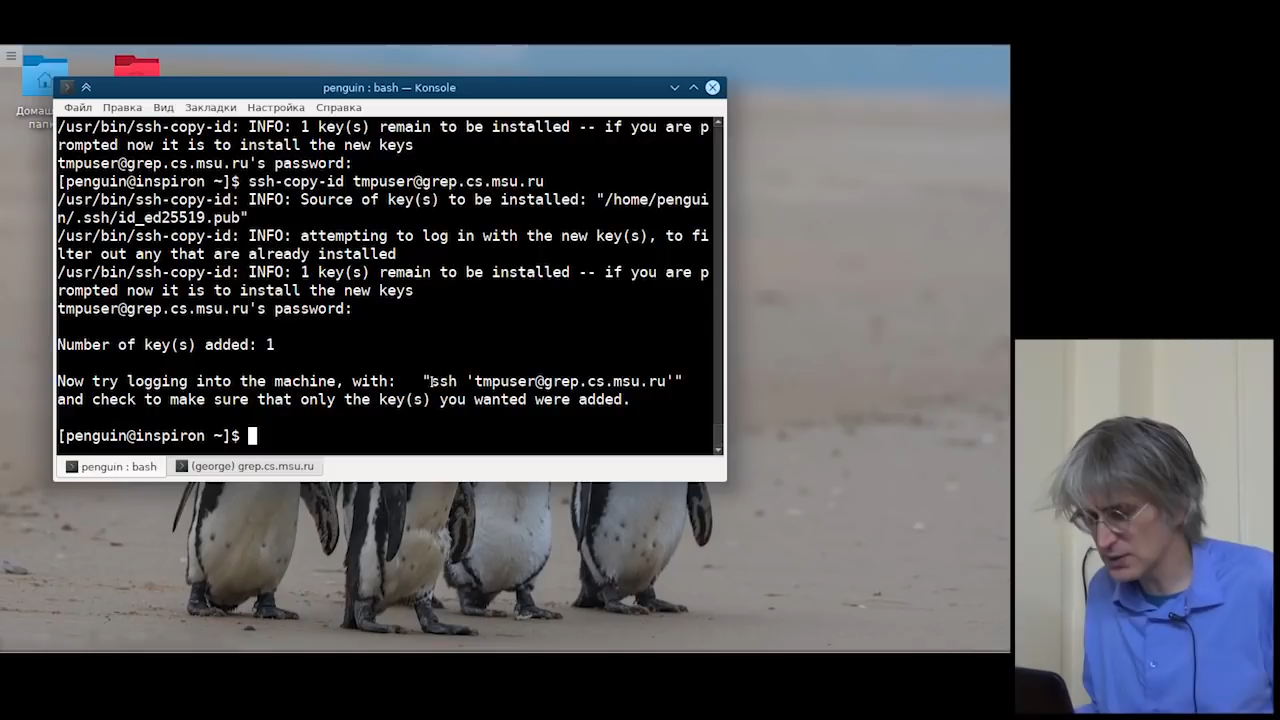 penguin : bash — Konsole
Домаш
папк
Файл Правка Вид Закладки Настройка Справка
/usr/bin/ssh-copy-id: INFO: 1 key(s) remain to be installed -- if you are p
rompted now it is to install the new keys
tmpuser@grep.cs.msu.ru's password:
[penguin@inspiron ~]$ ssh-copy-id tmpuser@grep.cs.msu.ru
/usr/bin/ssh-copy-id: INFO: Source of key(s) to be installed: "/home/pengui
n/.ssh/id_ed25519.pub"
/usr/bin/ssh-copy-id: INFO: attempting to log in with the new key(s), to fi
lter out any that are already installed
/usr/bin/ssh-copy-id: INFO: 1 key(s) remain to be installed -- if you are p
rompted now it is to install the new keys
tmpuser@grep.cs.msu.ru's password:
Number of key(s) added: 1
Now try logging into the machine, with:   "ssh 'tmpuser@grep.cs.msu.ru'"
and check to make sure that only the key(s) you wanted were added.
[penguin@inspiron ~]$
penguin : bash (george) grep.cs.msu.ru